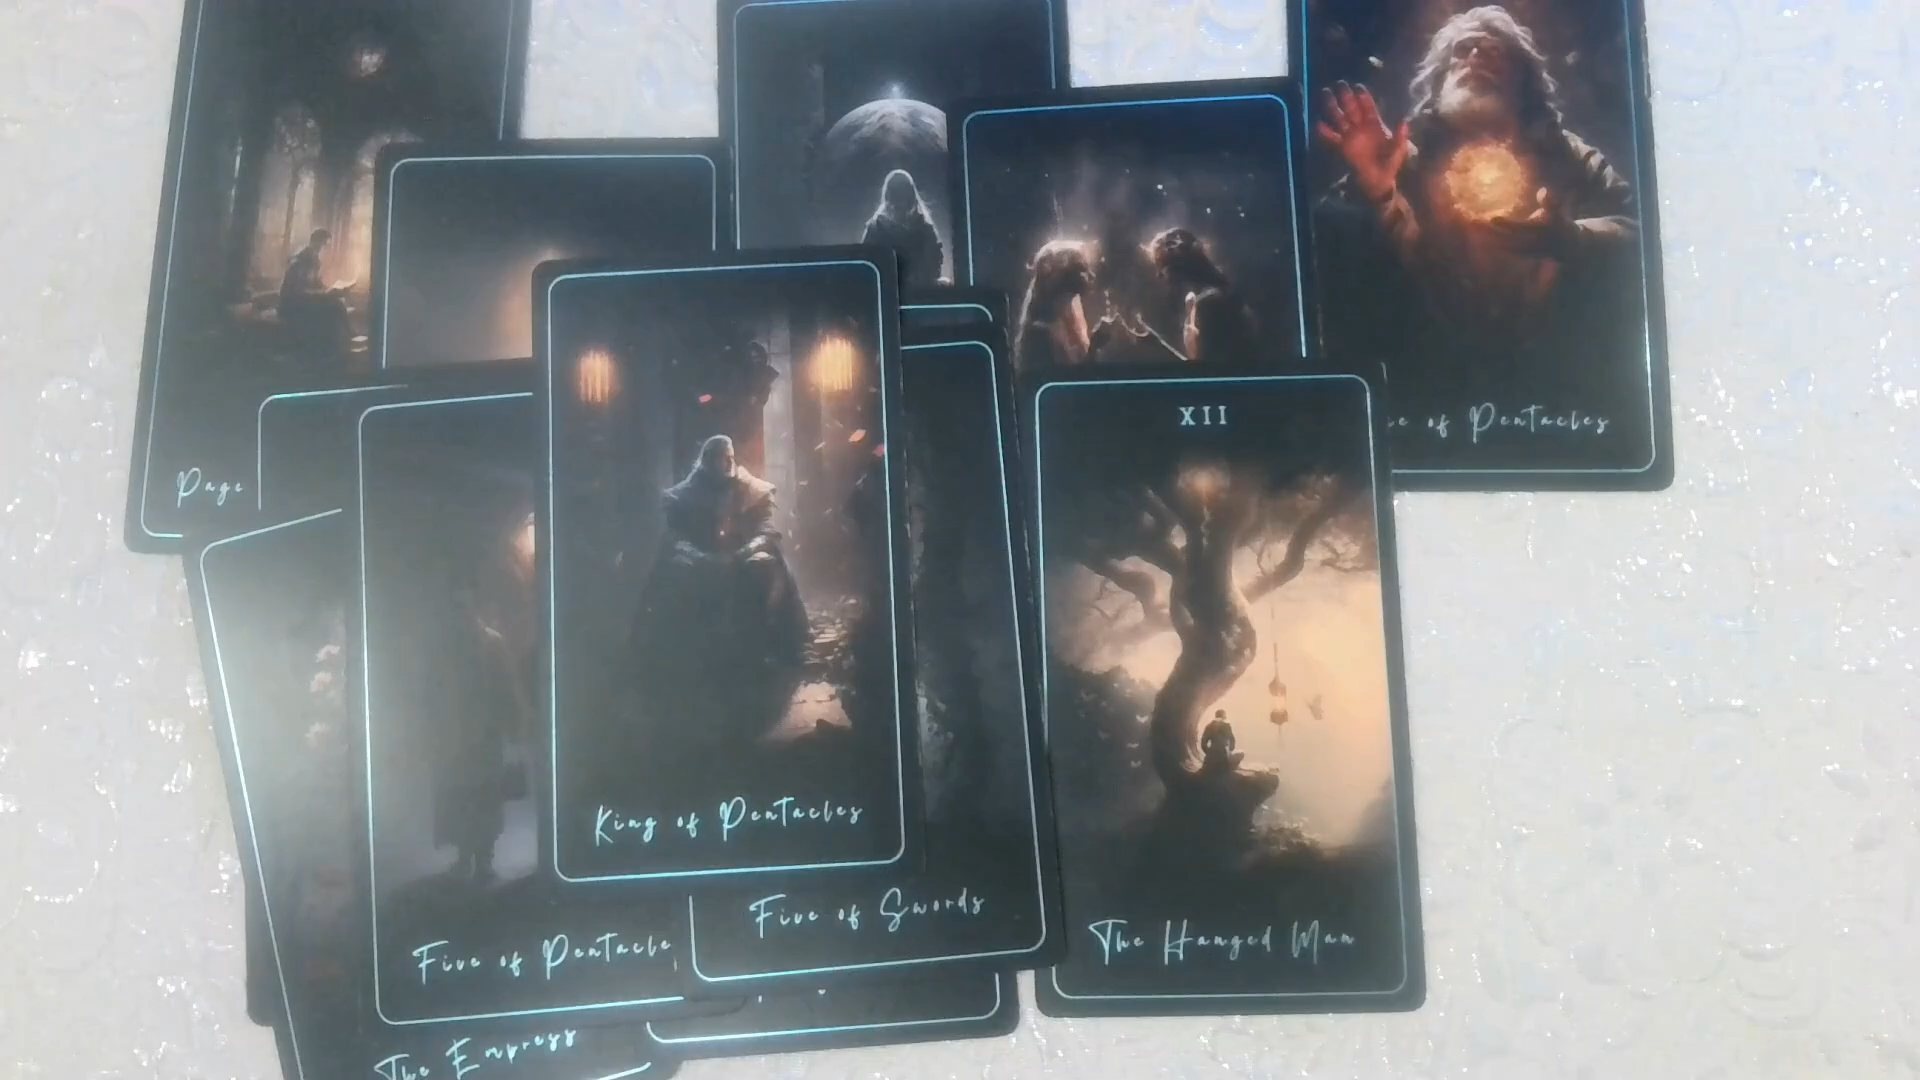 Page
of Pentacles
XII
King of Pentacles
Five of Swords
The Hanged Man
Five of Pentacle
The Empress